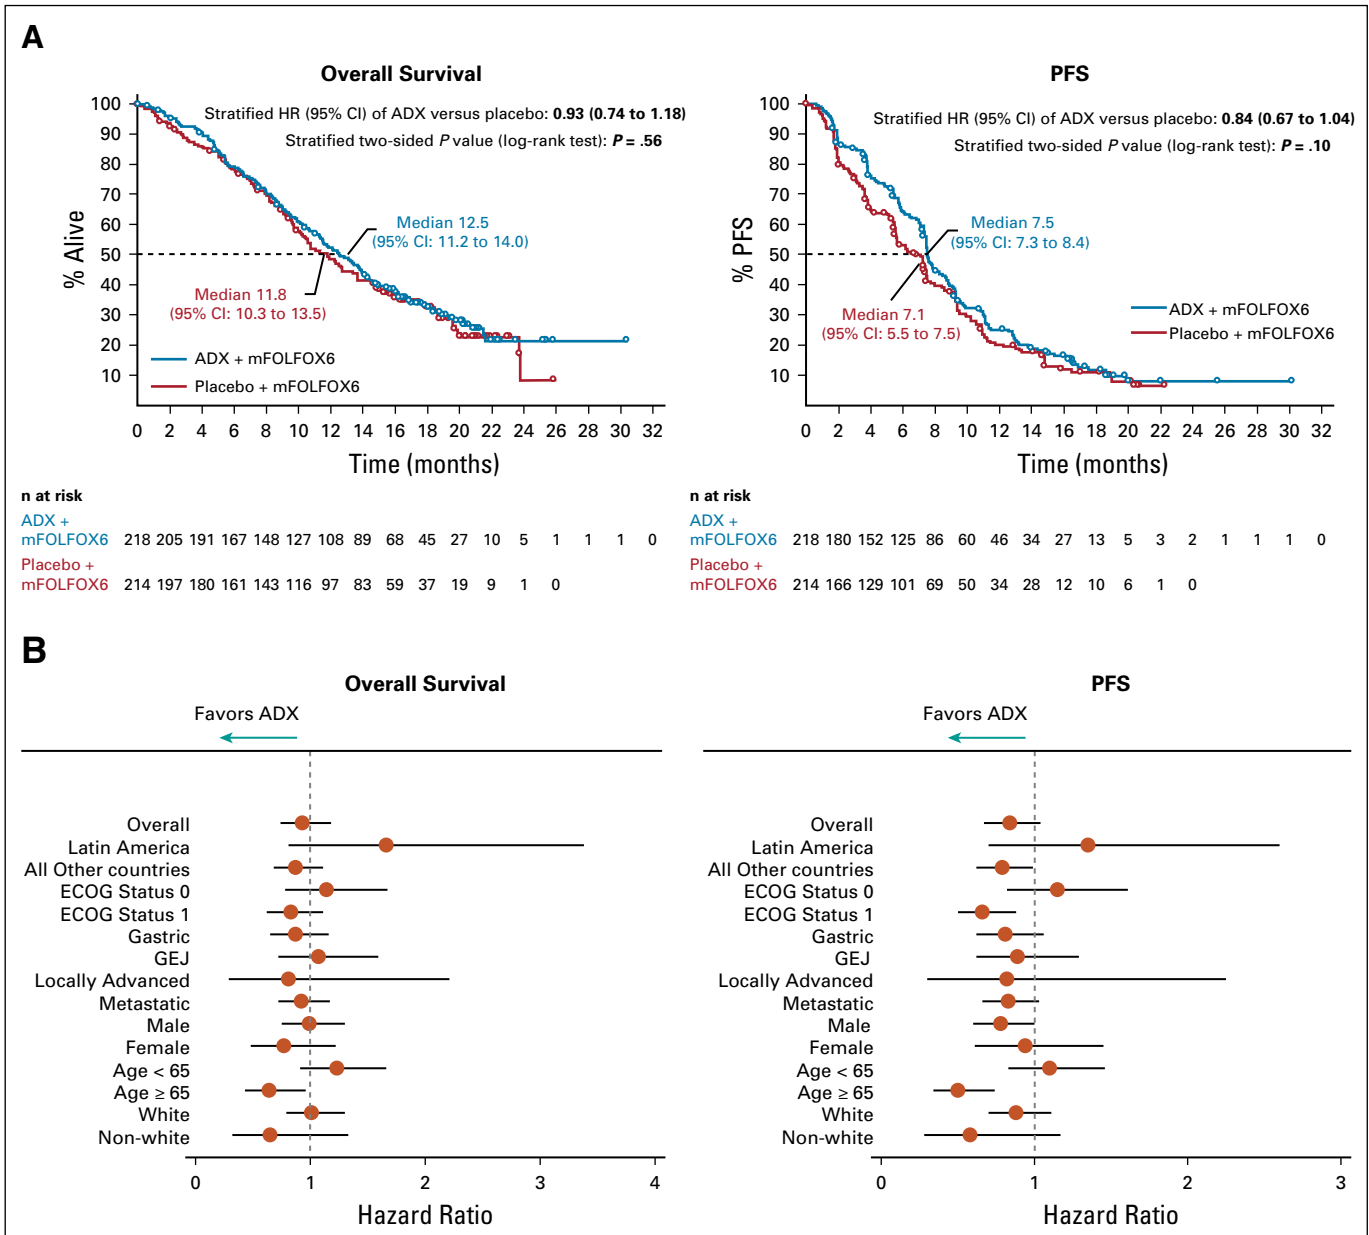 A
Overall Survival
Stratified HR (95% CI) of ADX versus placebo: 0.93 (0.74 to 1.18)
Stratified two-sided P value (log-rank test): P = .56
% Alive
100
90
80
70
60
50
40
30
20
10
Median 12.5
(95% CI: 11.2 to 14.0)
Median 11.8
(95% CI: 10.3 to 13.5)
ADX + mFOLFOX6
Placebo + mFOLFOX6
0 2 4 6 8 10 12 14 16 18 20 22 24 26 28 30 32
Time (months)
n at risk
ADX +
mFOLFOX6 218 205 191 167 148 127 108 89 68 45 27 10 5 1 1 1 0
Placebo +
mFOLFOX6 214 197 180 161 143 116 97 83 59 37 19 9 1 0
PFS
Stratified HR (95% CI) of ADX versus placebo: 0.84 (0.67 to 1.04)
Stratified two-sided P value (log-rank test): P = .10
% PFS
100
90
80
70
60
50
40
30
20
10
Median 7.5
(95% CI: 7.3 to 8.4)
Median 7.1
(95% CI: 5.5 to 7.5)
ADX + mFOLFOX6
Placebo + mFOLFOX6
0 2 4 6 8 10 12 14 16 18 20 22 24 26 28 30 32
Time (months)
n at risk
ADX +
mFOLFOX6 218 180 152 125 86 60 46 34 27 13 5 3 2 1 1 1 0
Placebo +
mFOLFOX6 214 166 129 101 69 50 34 28 12 10 6 1 0
B
Overall Survival
Favors ADX
Overall
Latin America
All Other countries
ECOG Status 0
ECOG Status 1
Gastric
GEJ
Locally Advanced
Metastatic
Male
Female
Age < 65
Age ≥ 65
White
Non-white
0 1 2 3 4
Hazard Ratio
PFS
Favors ADX
Overall
Latin America
All Other countries
ECOG Status 0
ECOG Status 1
Gastric
GEJ
Locally Advanced
Metastatic
Male
Female
Age < 65
Age ≥ 65
White
Non-white
0 1 2 3
Hazard Ratio